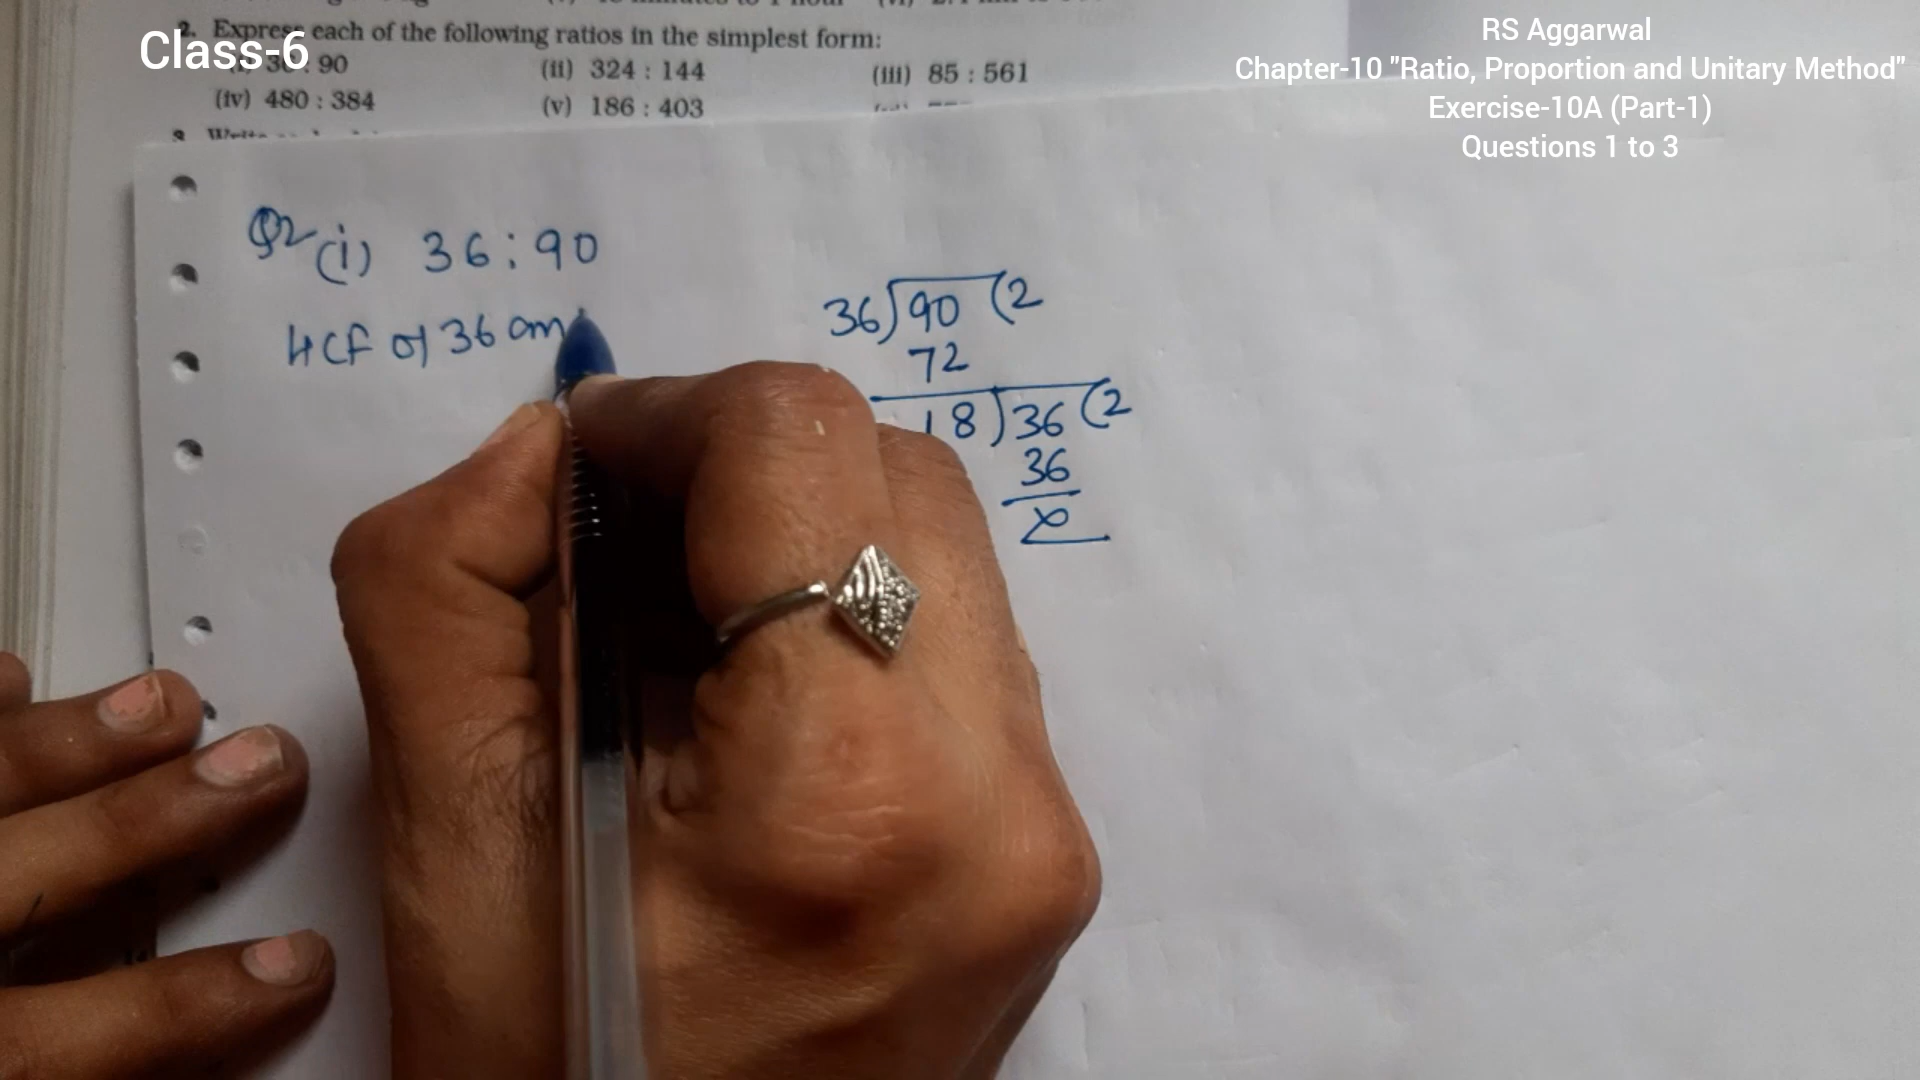 2. Express each of the following ratios in the simplest form:
Class-6
36 : 90
(ii) 324 : 144
(iii) 85 : 561
(iv) 480 : 384
(v) 186 : 403
RS Aggarwal
Chapter-10 "Ratio, Proportion and Unitary Method"
Exercise-10A (Part-1)
Questions 1 to 3
Q2 (i) 36 : 90
HCF of 36 an
36)90(2
72
18)36(2
36
x